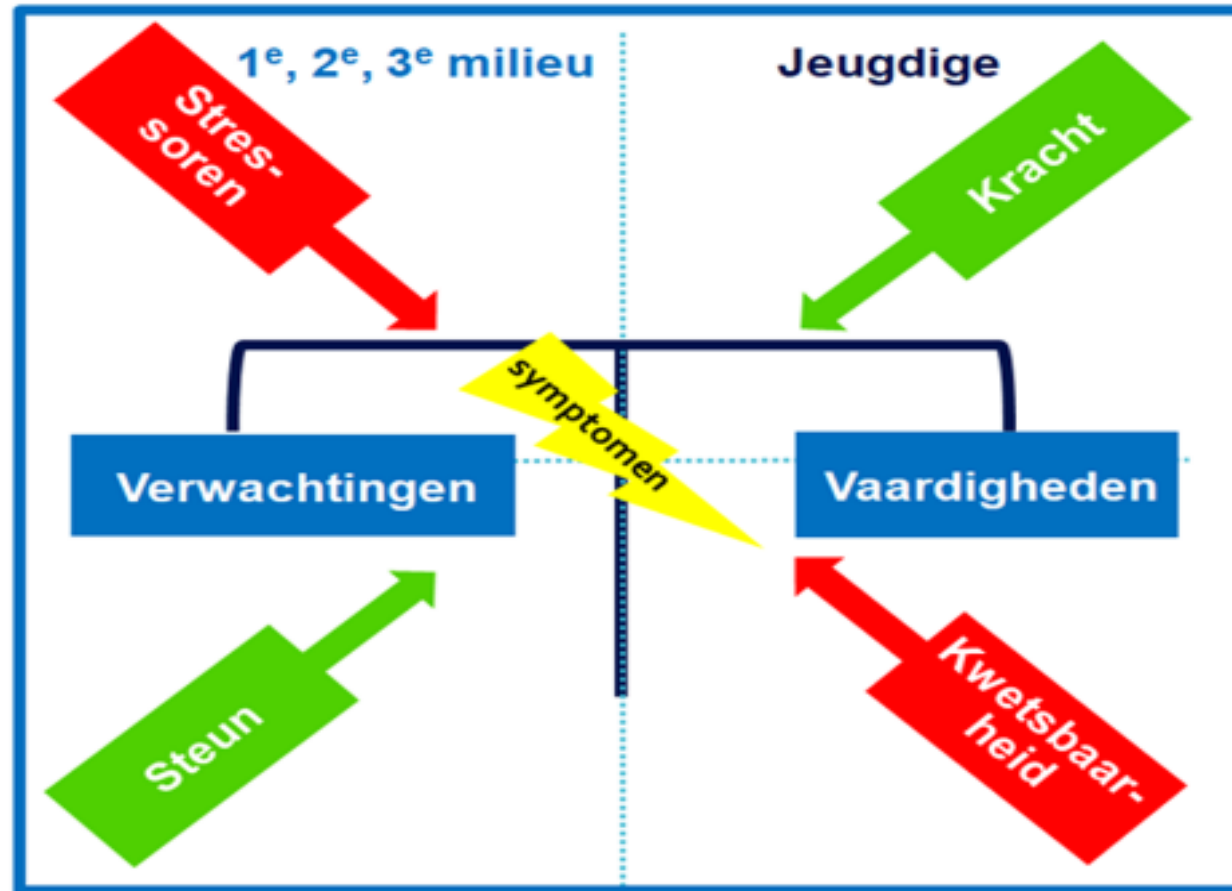 1e, 2e, 3e milieu
Jeugdige
Stres-
soren
Kracht
symptomen
Verwachtingen
Vaardigheden
Steun
Kwetsbaar-
heid